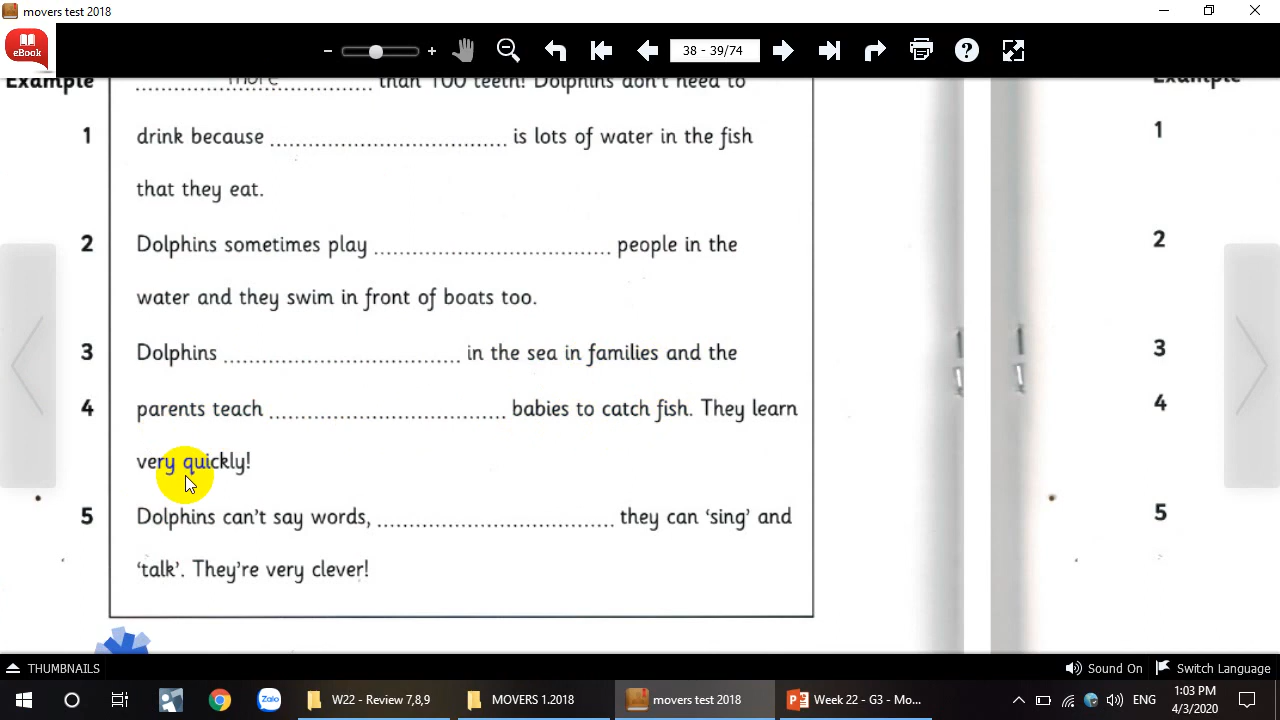 movers test 2018
eBook
38 - 39/74
Example more than 100 teeth! Dolphins don't need to
1 drink because ........................................ is lots of water in the fish
that they eat.
2 Dolphins sometimes play ........................................ people in the
water and they swim in front of boats too.
3 Dolphins ........................................ in the sea in families and the
4 parents teach ........................................ babies to catch fish. They learn
very quickly!
5 Dolphins can't say words, ........................................ they can 'sing' and
'talk'. They're very clever!
Example
1
2
3
4
5
THUMBNAILS
Sound On
Switch Language
Zalo
W22 - Review 7,8,9
MOVERS 1.2018
movers test 2018
Week 22 - G3 - Mo...
ENG
1:03 PM
4/3/2020